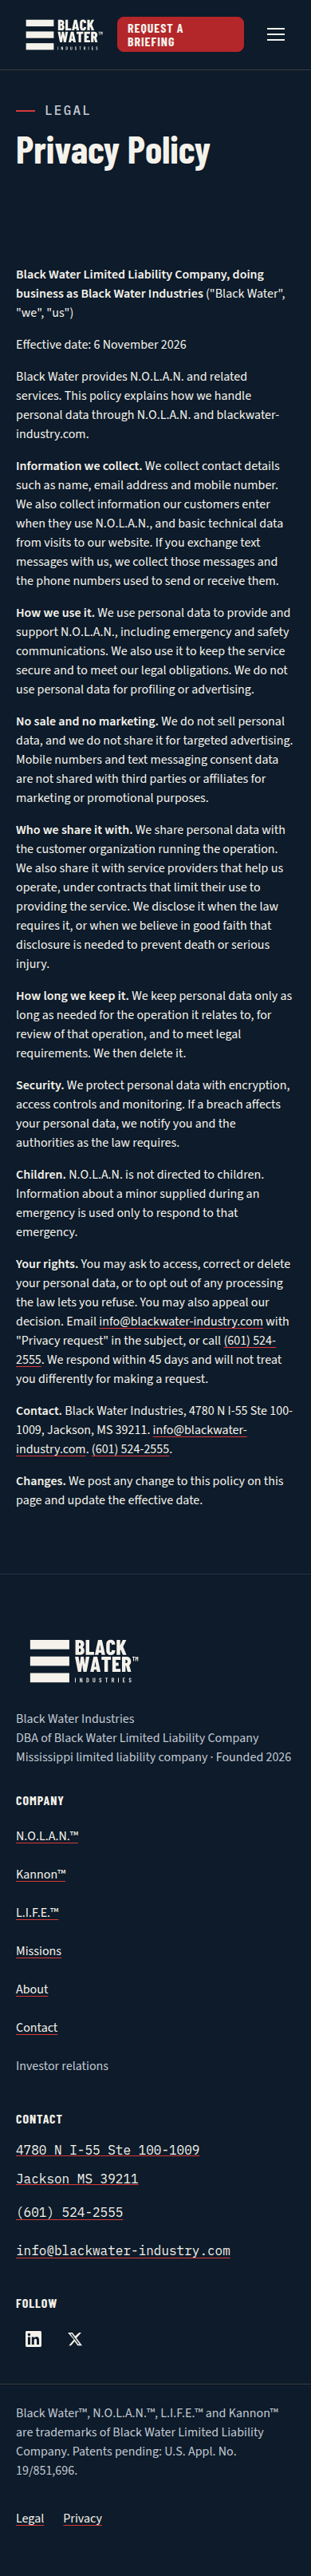 BLACK
WATER™
INDUSTRIES
REQUEST A
BRIEFING
LEGAL
Privacy Policy
Black Water Limited Liability Company, doing
business as Black Water Industries ("Black Water",
"we", "us")
Effective date: 6 November 2026
Black Water provides N.O.L.A.N. and related
services. This policy explains how we handle
personal data through N.O.L.A.N. and blackwater-
industry.com.
Information we collect. We collect contact details
such as name, email address and mobile number.
We also collect information our customers enter
when they use N.O.L.A.N., and basic technical data
from visits to our website. If you exchange text
messages with us, we collect those messages and
the phone numbers used to send or receive them.
How we use it. We use personal data to provide and
support N.O.L.A.N., including emergency and safety
communications. We also use it to keep the service
secure and to meet our legal obligations. We do not
use personal data for profiling or advertising.
No sale and no marketing. We do not sell personal
data, and we do not share it for targeted advertising.
Mobile numbers and text messaging consent data
are not shared with third parties or affiliates for
marketing or promotional purposes.
Who we share it with. We share personal data with
the customer organization running the operation.
We also share it with service providers that help us
operate, under contracts that limit their use to
providing the service. We disclose it when the law
requires it, or when we believe in good faith that
disclosure is needed to prevent death or serious
injury.
How long we keep it. We keep personal data only as
long as needed for the operation it relates to, for
review of that operation, and to meet legal
requirements. We then delete it.
Security. We protect personal data with encryption,
access controls and monitoring. If a breach affects
your personal data, we notify you and the
authorities as the law requires.
Children. N.O.L.A.N. is not directed to children.
Information about a minor supplied during an
emergency is used only to respond to that
emergency.
Your rights. You may ask to access, correct or delete
your personal data, or to opt out of any processing
the law lets you refuse. You may also appeal our
decision. Email info@blackwater-industry.com with
"Privacy request" in the subject, or call (601) 524-
2555. We respond within 45 days and will not treat
you differently for making a request.
Contact. Black Water Industries, 4780 N I-55 Ste 100-
1009, Jackson, MS 39211. info@blackwater-
industry.com. (601) 524-2555.
Changes. We post any change to this policy on this
page and update the effective date.
BLACK
WATER™
INDUSTRIES
Black Water Industries
DBA of Black Water Limited Liability Company
Mississippi limited liability company · Founded 2026
COMPANY
N.O.L.A.N.™
Kannon™
L.I.F.E.™
Missions
About
Contact
Investor relations
CONTACT
4780 N I-55 Ste 100-1009
Jackson MS 39211
(601) 524-2555
info@blackwater-industry.com
FOLLOW
Black Water™, N.O.L.A.N.™, L.I.F.E.™ and Kannon™
are trademarks of Black Water Limited Liability
Company. Patents pending: U.S. Appl. No.
19/851,696.
Legal Privacy